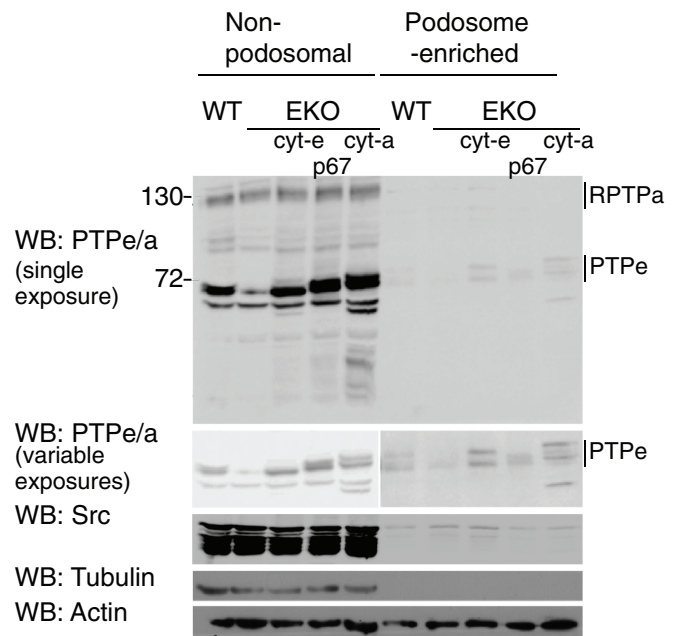 Non-
podosomal
Podosome
-enriched
WT EKO WT EKO
cyt-e cyt-a cyt-e cyt-a
p67 p67
130-
RPTPa
WB: PTPe/a
(single
exposure)
72-
PTPe
WB: PTPe/a
(variable
exposures)
PTPe
WB: Src
WB: Tubulin
WB: Actin